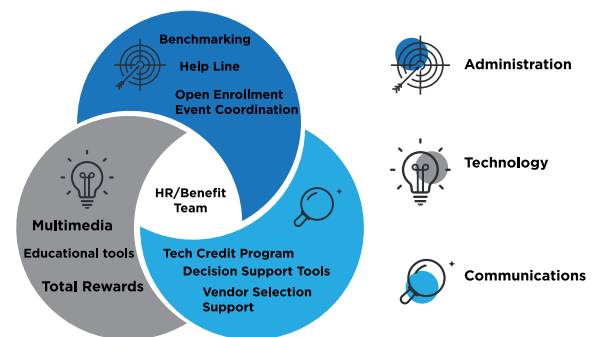 Benchmarking
Help Line
Open Enrollment
Event Coordination
HR/Benefit
Team
Multimedia
Educational tools
Total Rewards
Tech Credit Program
Decision Support Tools
Vendor Selection
Support
Administration
Technology
Communications